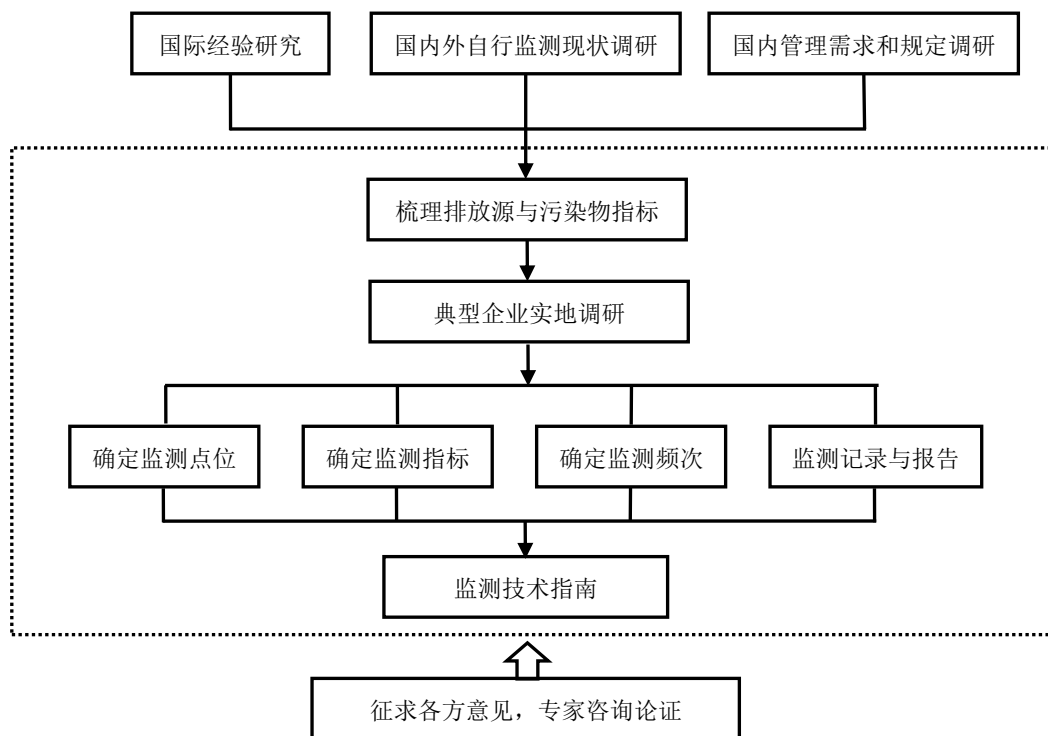 国际经验研究
国内外自行监测现状调研
国内管理需求和规定调研
梳理排放源与污染物指标
典型企业实地调研
确定监测点位
确定监测指标
确定监测频次
监测记录与报告
监测技术指南
征求各方意见，专家咨询论证